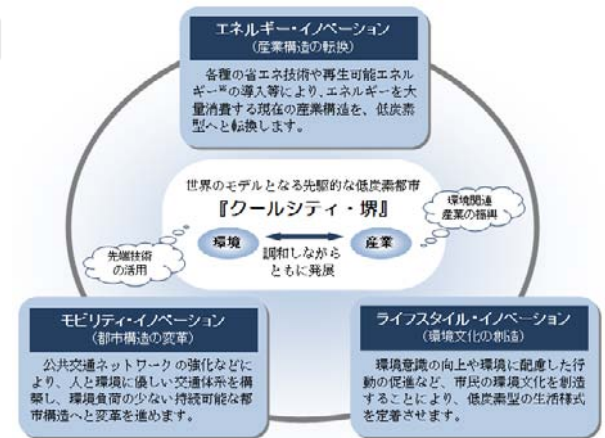 エネルギー・イノベーション
(産業構造の転換)
各種の省エネ技術や再生可能エネル
ギー※の導入等により、エネルギーを大
量消費する現在の産業構造を、低炭素
型へと転換します。
世界のモデルとなる先駆的な低炭素都市
『クールシティ・堺』
環境関連
産業の振興
環境
産業
調和しながら
ともに発展
先端技術
の活用
モビリティ・イノベーション
(都市構造の変革)
公共交通ネットワークの強化などに
より、人と環境に優しい交通体系を構
築し、環境負荷の少ない持続可能な都
市構造へと変革を進めます。
ライフスタイル・イノベーション
(環境文化の創造)
環境意識の向上や環境に配慮した行
動の促進など、市民の環境文化を創造
することにより、低炭素型の生活様式
を定着させます。